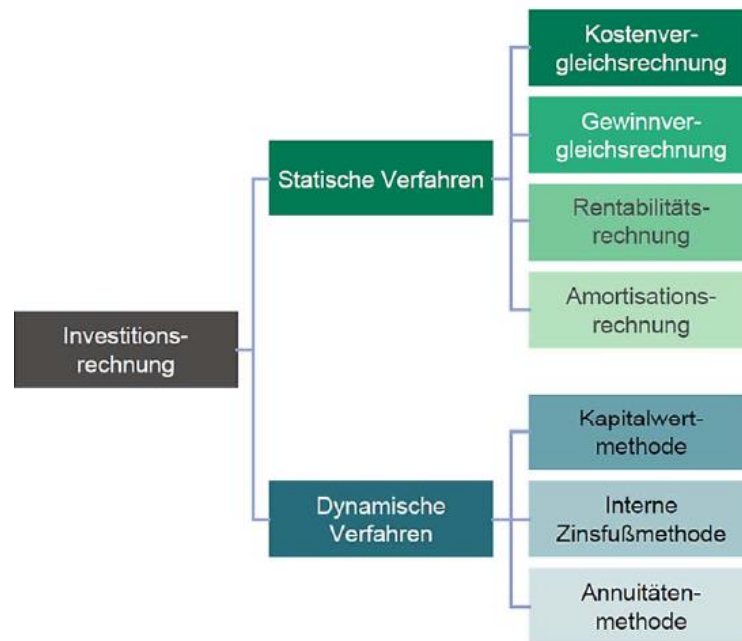 Investitions-
rechnung
Statische Verfahren
Kostenver-
gleichsrechnung
Gewinnver-
gleichsrechnung
Rentabilitäts-
rechnung
Amortisations-
rechnung
Dynamische
Verfahren
Kapitalwert-
methode
Interne
Zinsfußmethode
Annuitäten-
methode